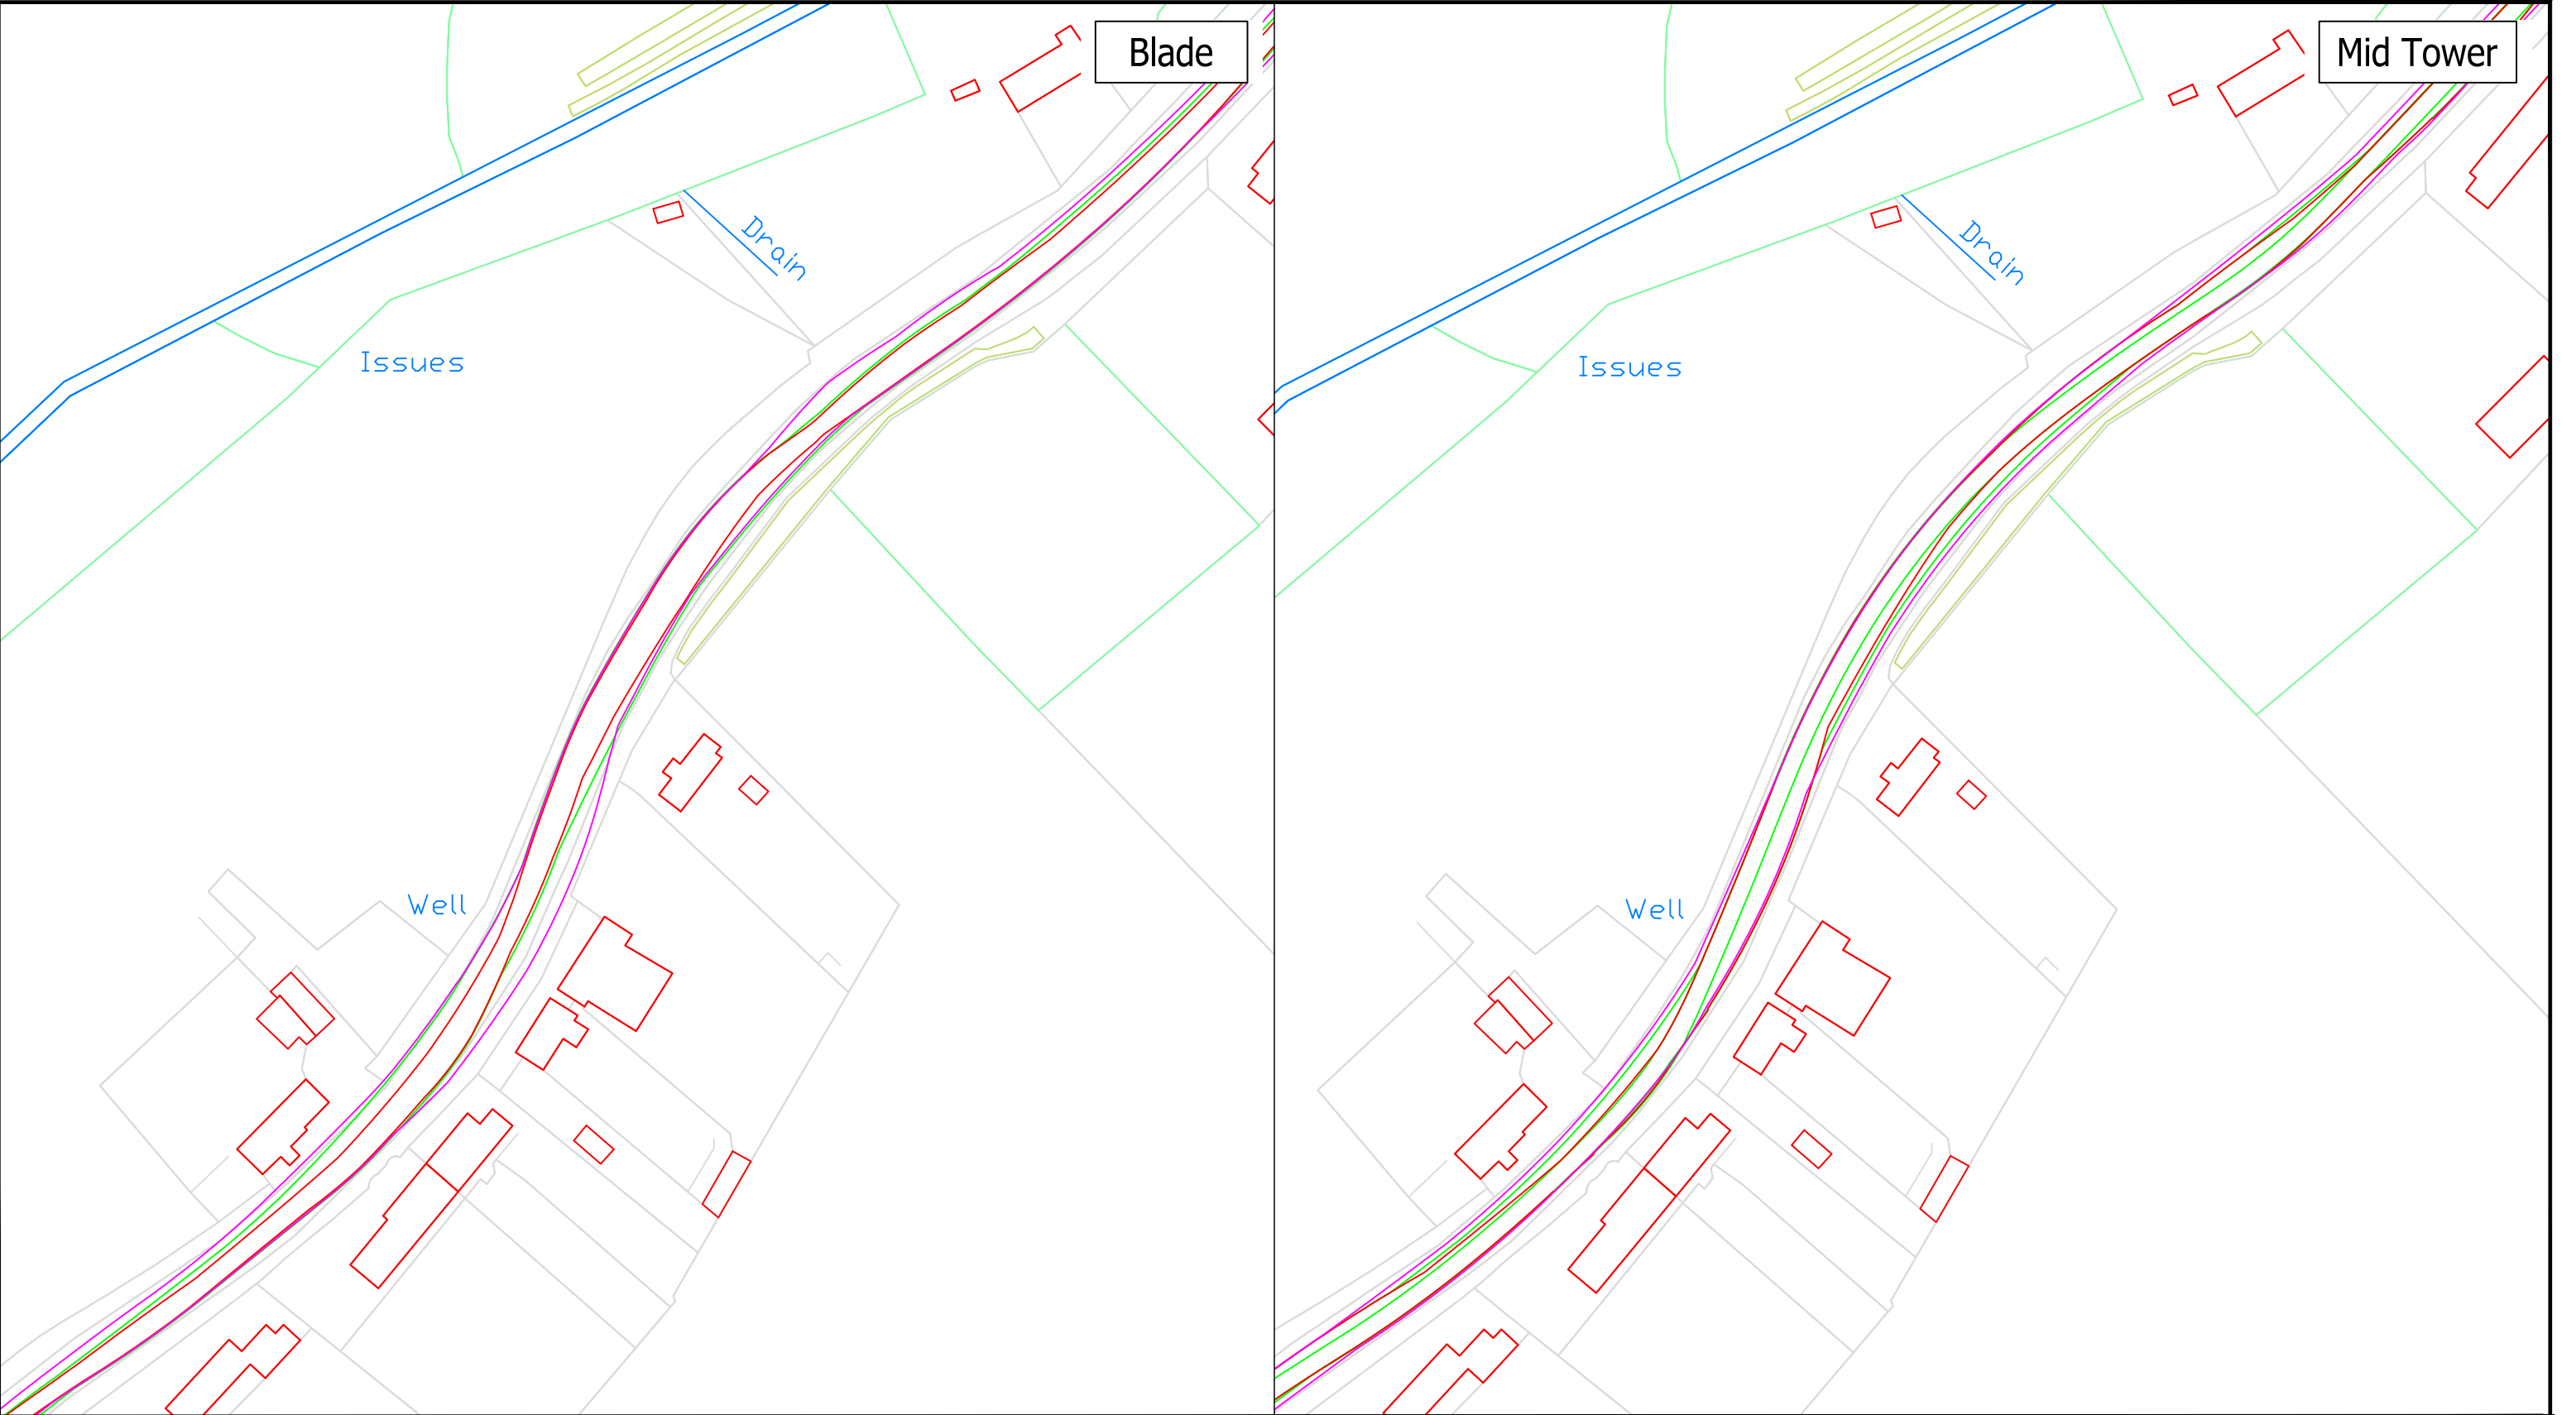 Blade
Drain
Issues
Well
Mid Tower
Drain
Issues
Well